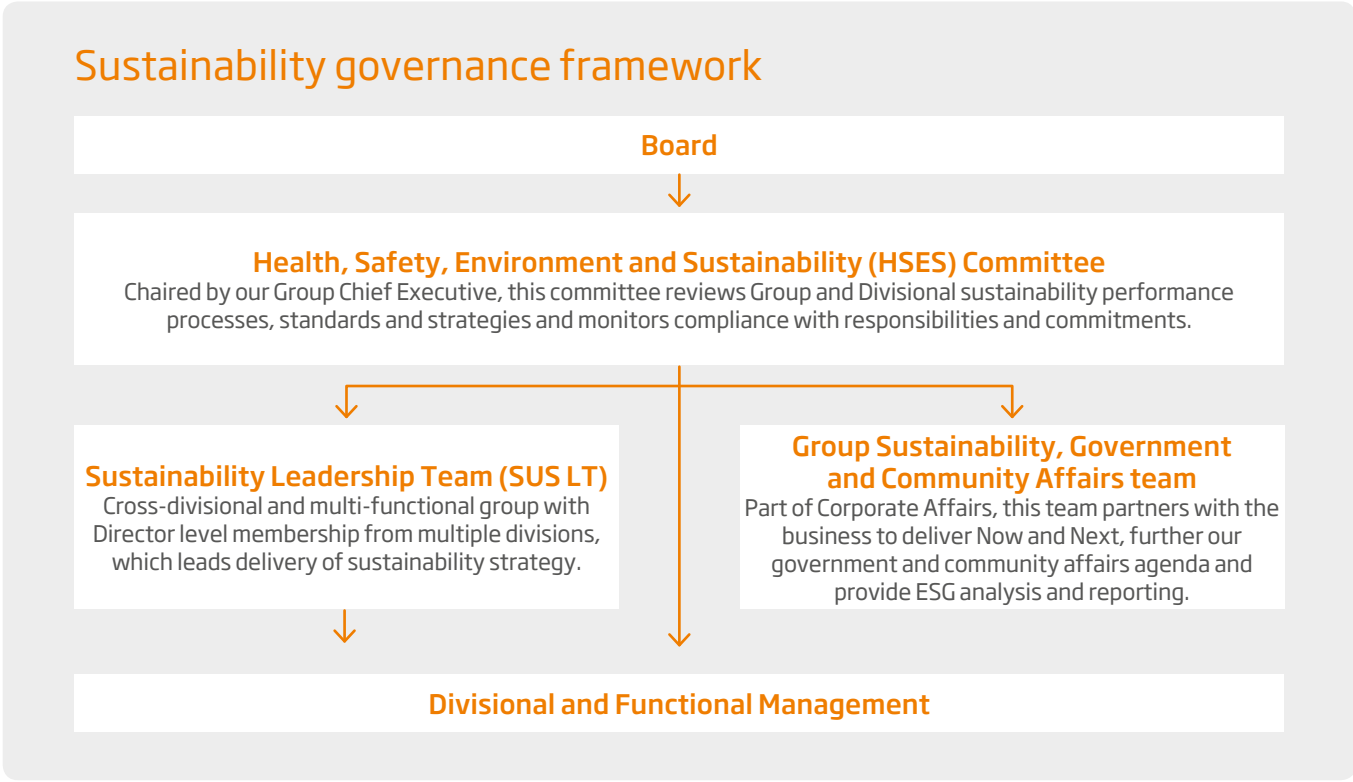 Sustainability governance framework
Board
Health, Safety, Environment and Sustainability (HSES) Committee
Chaired by our Group Chief Executive, this committee reviews Group and Divisional sustainability performance
processes, standards and strategies and monitors compliance with responsibilities and commitments.
Sustainability Leadership Team (SUS LT)
Cross-divisional and multi-functional group with
Director level membership from multiple divisions,
which leads delivery of sustainability strategy.
Group Sustainability, Government
and Community Affairs team
Part of Corporate Affairs, this team partners with the
business to deliver Now and Next, further our
government and community affairs agenda and
provide ESG analysis and reporting.
Divisional and Functional Management